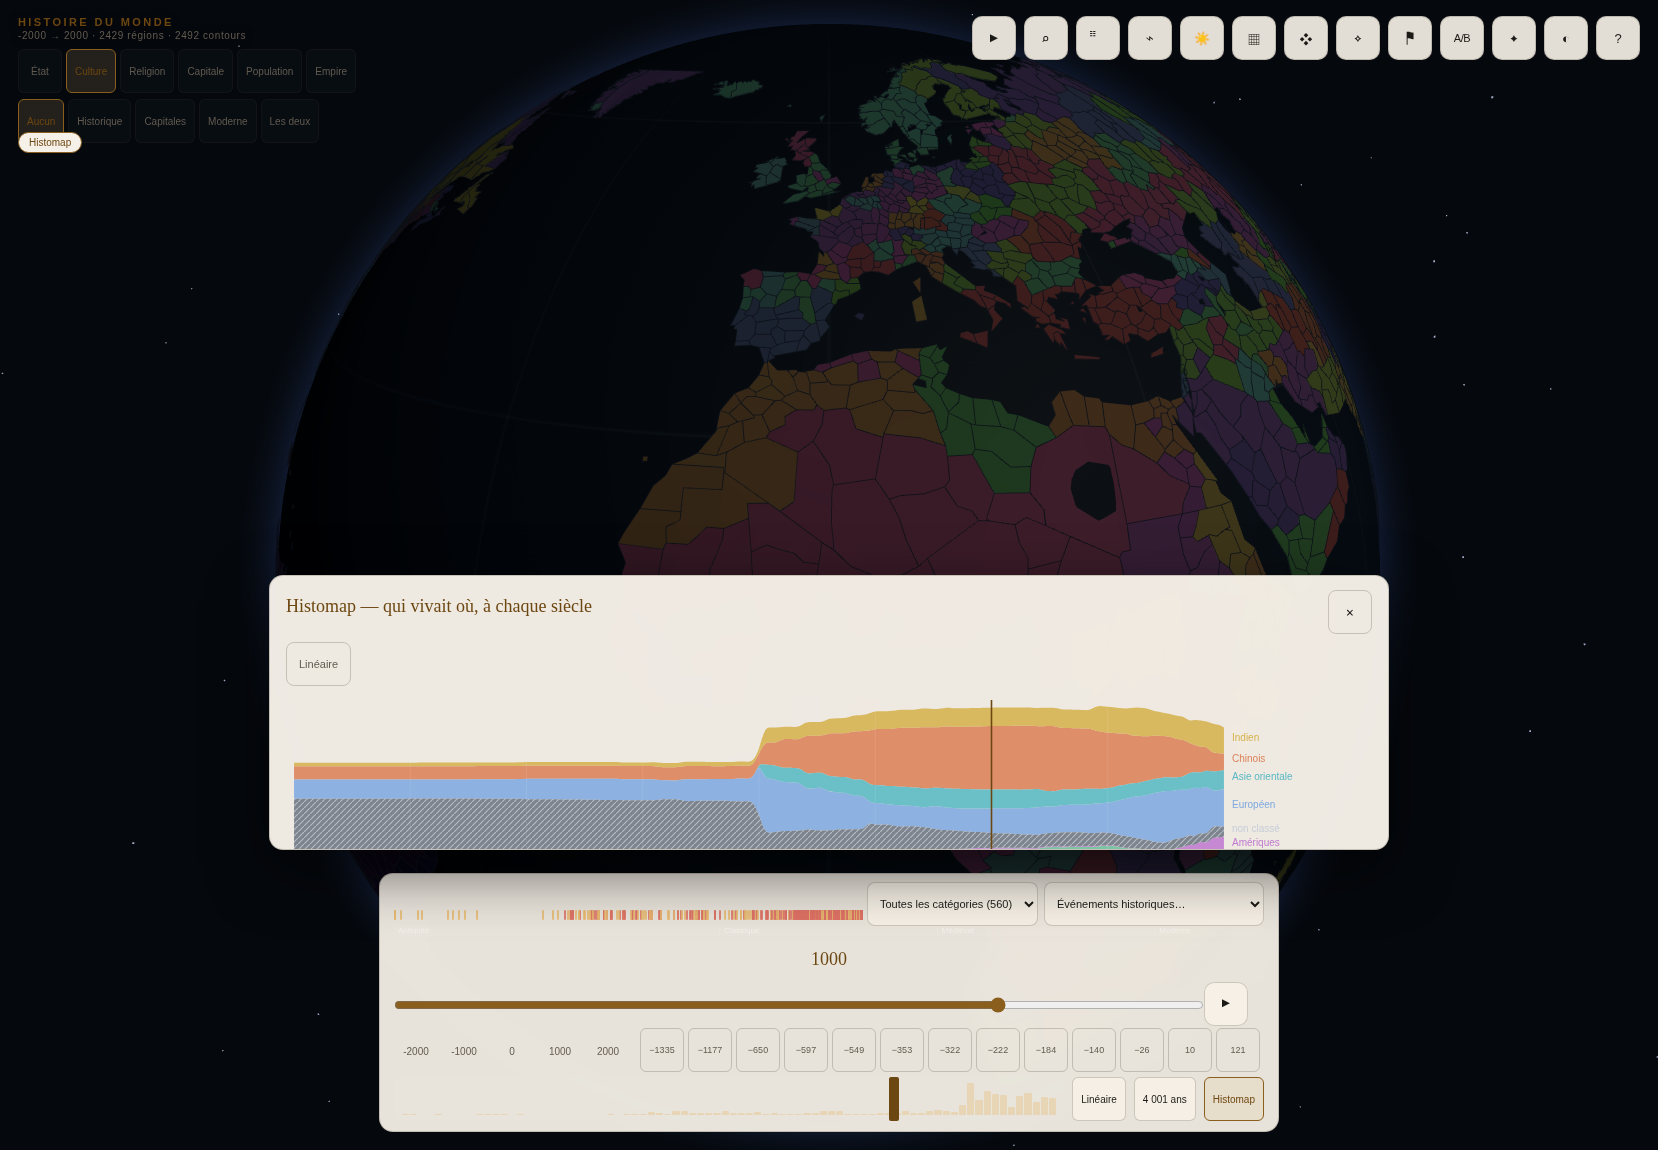 HISTOIRE DU MONDE
-2000 → 2000 · 2429 régions · 2492 contours
État Culture Religion Capitale Population Empire
Aucun Historique Capitales Moderne Les deux
Histomap
A/B ?
Histomap — qui vivait où, à chaque siècle
×
Linéaire
Indien
Chinois
Asie orientale
Européen
non classé
Amériques
Toutes les catégories (560) Événements historiques…
1000
-2000 -1000 0 1000 2000 −1335 −1177 −650 −597 −549 −353 −322 −222 −184 −140 −26 10 121
Linéaire 4 001 ans Histomap